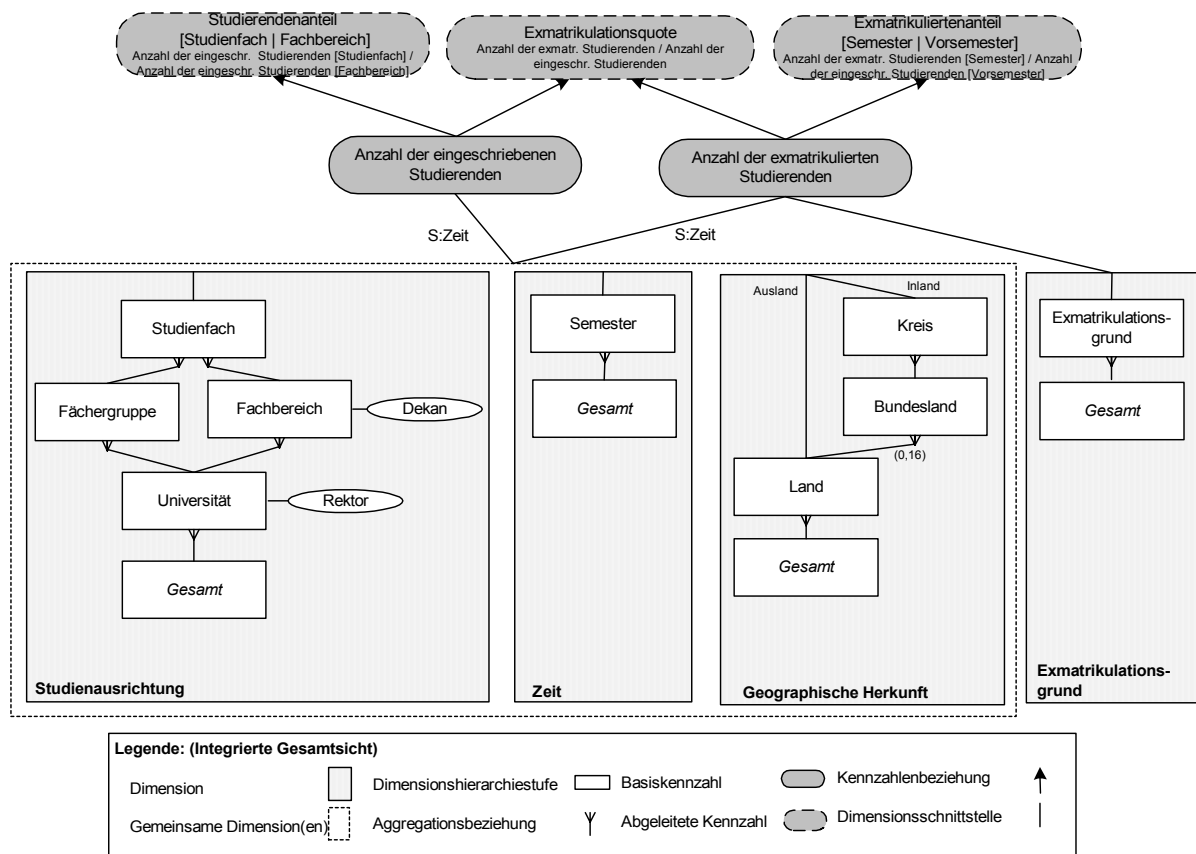 Studierendenanteil
[Studienfach | Fachbereich]
Anzahl der eingeschr. Studierenden [Studienfach] /
Anzahl der eingeschr. Studierenden [Fachbereich]
Exmatrikulationsquote
Anzahl der exmatr. Studierenden / Anzahl der
eingeschr. Studierenden
Exmatrikuliertenanteil
[Semester | Vorsemester]
Anzahl der exmatr. Studierenden [Semester] / Anzahl
der eingeschr. Studierenden [Vorsemester]
Anzahl der eingeschriebenen
Studierenden
Anzahl der exmatrikulierten
Studierenden
S:Zeit
S:Zeit
Studienfach
Fächergruppe
Fachbereich
Dekan
Universität
Rektor
Gesamt
Studienausrichtung
Semester
Gesamt
Zeit
Ausland
Inland
Kreis
Bundesland
(0,16)
Land
Gesamt
Geographische Herkunft
Exmatrikulations-
grund
Gesamt
Exmatrikulations-
grund
Legende: (Integrierte Gesamtsicht)
Dimension
Dimensionshierarchiestufe
Basiskennzahl
Kennzahlenbeziehung
Gemeinsame Dimension(en)
Aggregationsbeziehung
Abgeleitete Kennzahl
Dimensionsschnittstelle